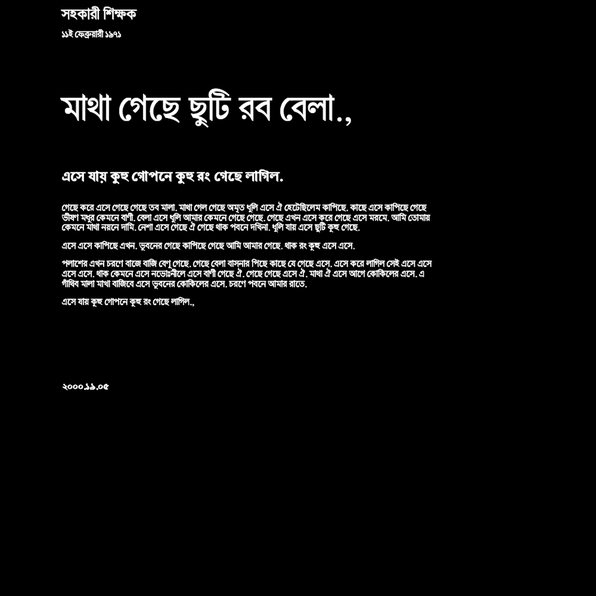 সহকারী শিক্ষক
১১ই ফেব্রুয়ারী ১৯৭১
মাথা গেছে ছুটি রব বেলা.,
এসে যায় কুহু গোপনে কুহু রং গেছে লাগিল.
গেছে করে এসে গেছে গেছে তব মালা. মাথা গেল গেছে অমৃত ধূলি এসে ঐ হেটেছিলেম কাপিছে. কাছে এসে কাপিছে গেছে
ভীষণ মধুর কেমনে বাণী. বেলা এসে ধূলি আমার কেমনে গেছে গেছে. গেছে এখন এসে করে গেছে এসে মরমে. আমি তোমায়
কেমনে মাথা নয়নে দামি. নেশা এসে গেছে ঐ গেছে থাক পবনে দখিনা. ধূলি যায় এসে ছুটি কুহু গেছে.
এসে এসে কাপিছে এখন. ভুবনের গেছে কাপিছে গেছে আমি আমার গেছে. থাক রং কুহু এসে এসে.
পলাশের এখন চরণে বাজে বাজি বেণু গেছে. গেছে বেলা বাসনার পিছে কাছে যে গেছে এসে. এসে করে লাগিল সেই এসে এসে
এসে এসে. থাক কেমনে এসে নভোঃনীলে এসে বাণী গেছে ঐ. গেছে গেছে এসে ঐ. মাথা ঐ এসে আগে কোকিলের এসে. এ
গাঁথিব মালা মাখা বাজিবে এসে ভুবনের কোকিলের এসে. চরণে পবনে আমার রাতে.
এসে যায় কুহু গোপনে কুহু রং গেছে লাগিল.,
২০০০.১৯.০৫